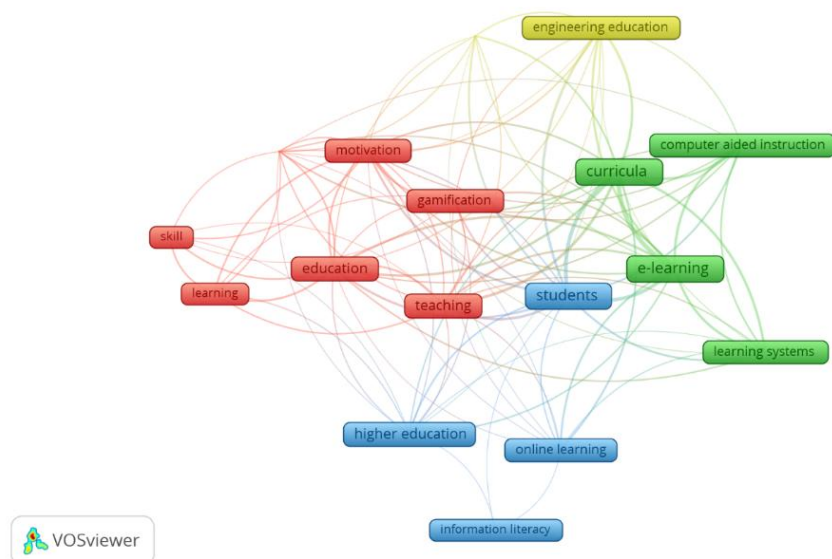 engineering education
computer aided instruction
motivation
curricula
gamification
skill
education
e-learning
learning
teaching
students
learning systems
higher education
online learning
information literacy
VOSviewer